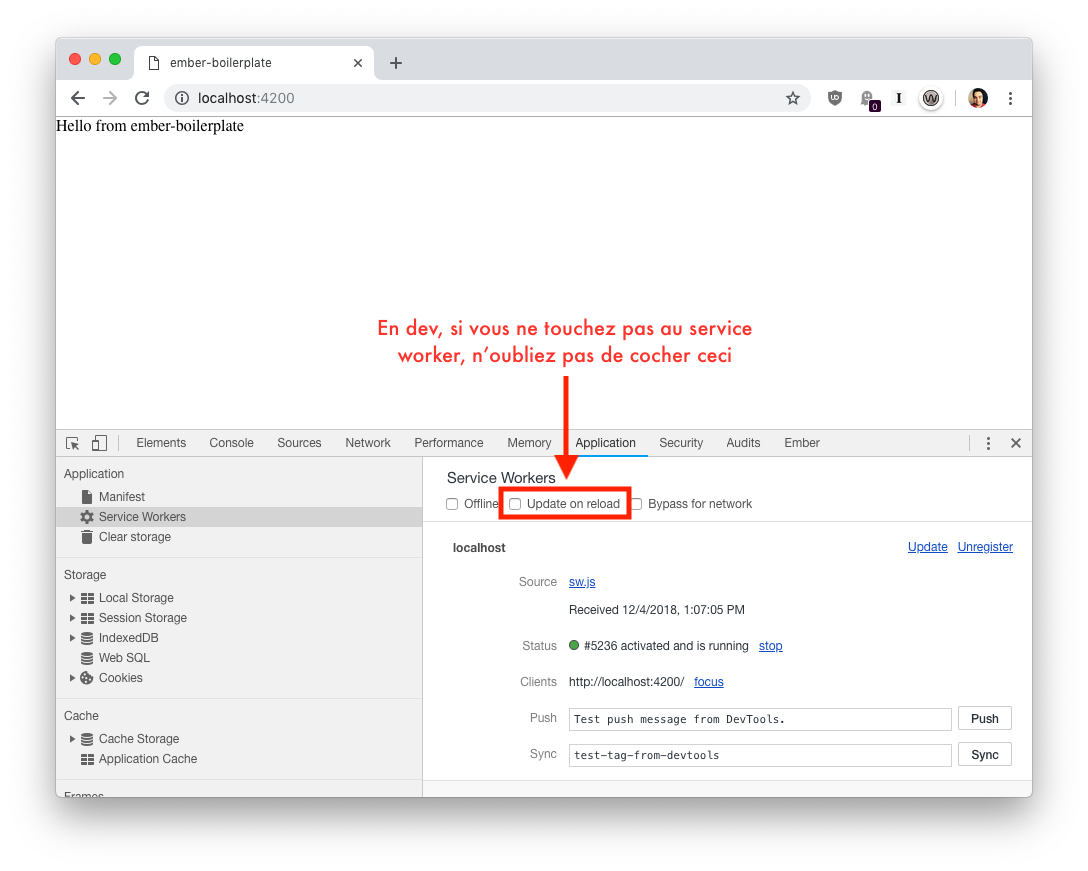 ember-boilerplate
localhost:4200
0
I
Hello from ember-boilerplate
En dev, si vous ne touchez pas au service
worker, n’oubliez pas de cocher ceci
Elements Console Sources Network Performance Memory Application Security Audits Ember
Application
Manifest
Service Workers
Clear storage
Storage
Local Storage
Session Storage
IndexedDB
Web SQL
Cookies
Cache
Cache Storage
Application Cache
Frames
Service Workers
Offline Update on reload Bypass for network
localhost Update Unregister
Source sw.js
Received 12/4/2018, 1:07:05 PM
Status #5236 activated and is running stop
Clients http://localhost:4200/ focus
Push Test push message from DevTools. Push
Sync test-tag-from-devtools Sync